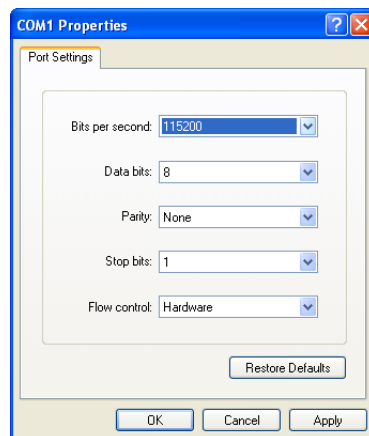 COM1 Properties
Port Settings
Bits per second: 115200
Data bits: 8
Parity: None
Stop bits: 1
Flow control: Hardware
Restore Defaults
OK Cancel Apply